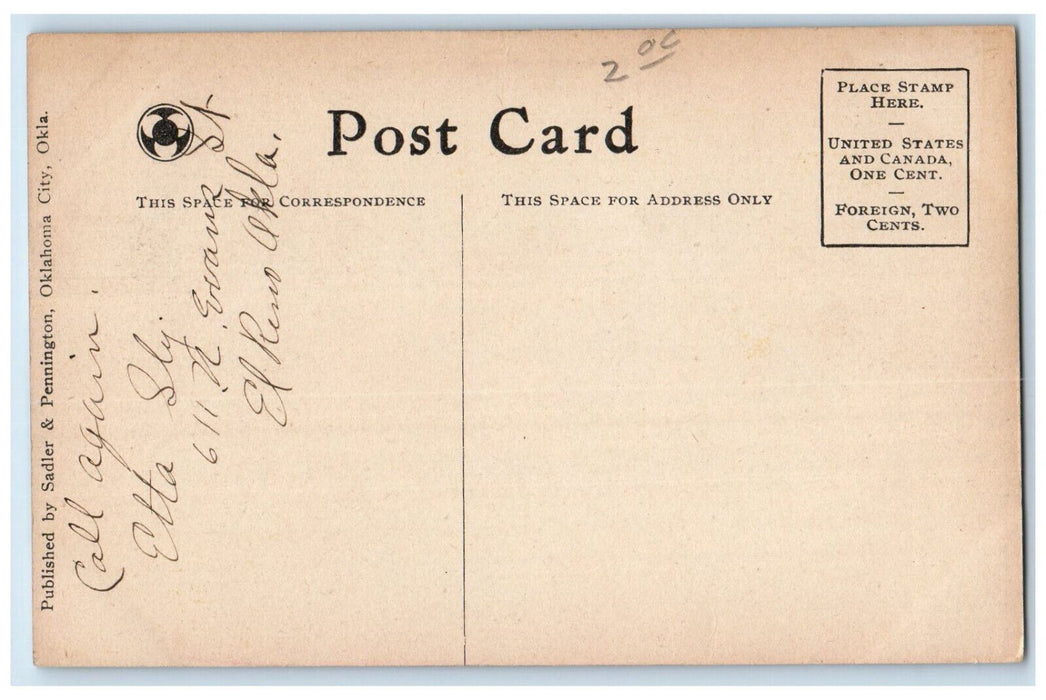 2 00
Post Card
PLACE STAMP
HERE.
—
UNITED STATES
AND CANADA,
ONE CENT.
—
FOREIGN, TWO
CENTS.
THIS SPACE FOR CORRESPONDENCE
THIS SPACE FOR ADDRESS ONLY
Published by Sadler & Pennington, Oklahoma City, Okla.
Call again.
Etta Sly
611 N. Evans St
El Reno Okla.